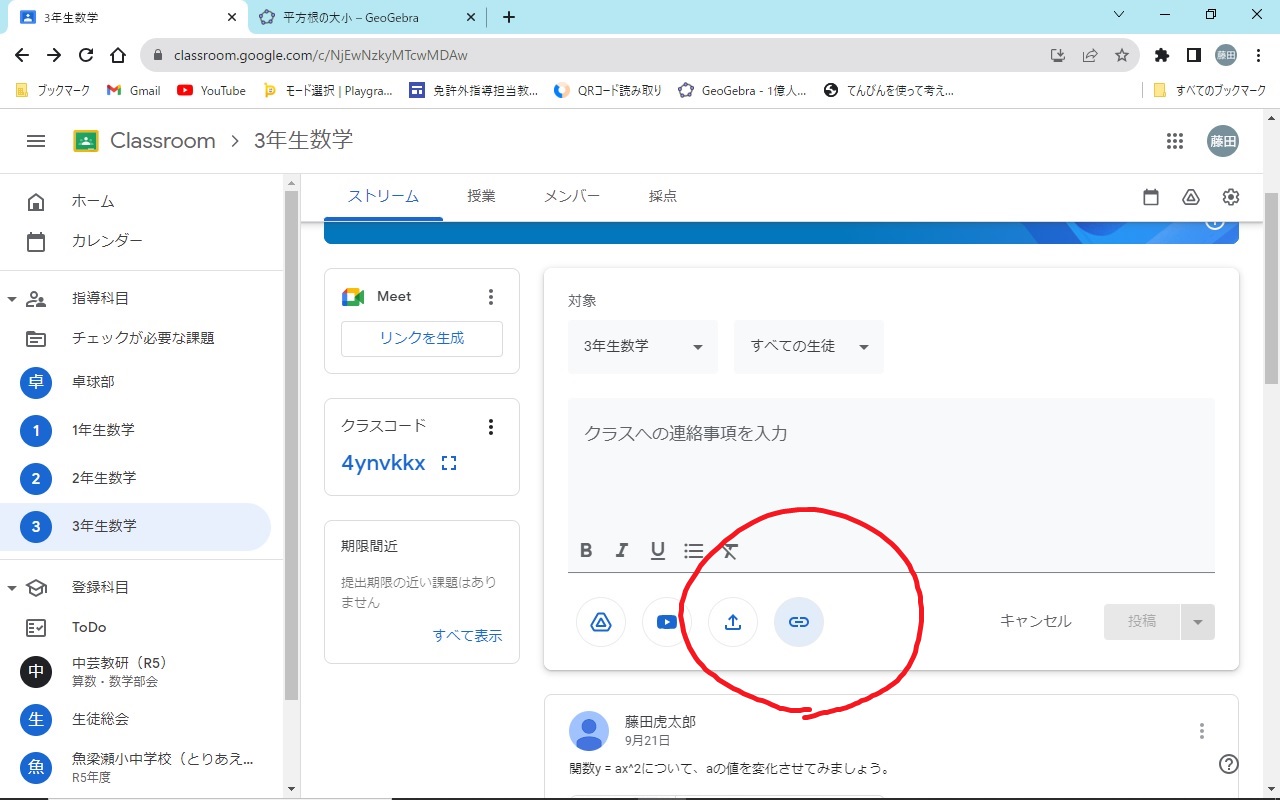 3年生数学
平方根の大小 – GeoGebra
classroom.google.com/c/NjEwNzkyMTcwMDAw
藤田
ブックマーク
Gmail
YouTube
モード選択 | Playgra...
免許外指導担当教...
QRコード読み取り
GeoGebra - 1億人...
てんびんを使って考え...
すべてのブックマーク
Classroom
3年生数学
藤田
ホーム
カレンダー
指導科目
チェックが必要な課題
卓
卓球部
1
1年生数学
2
2年生数学
3
3年生数学
登録科目
ToDo
中
中芸教研（R5）
算数・数学部会
生
生徒総会
魚
魚梁瀬小中学校（とりあえ...
R5年度
ストリーム
授業
メンバー
採点
Meet
リンクを生成
クラスコード
4ynvkkx
期限間近
提出期限の近い課題はあり
ません
すべて表示
対象
3年生数学
すべての生徒
クラスへの連絡事項を入力
B I U
キャンセル
投稿
藤田虎太郎
9月21日
関数y = ax^2について、aの値を変化させてみましょう。